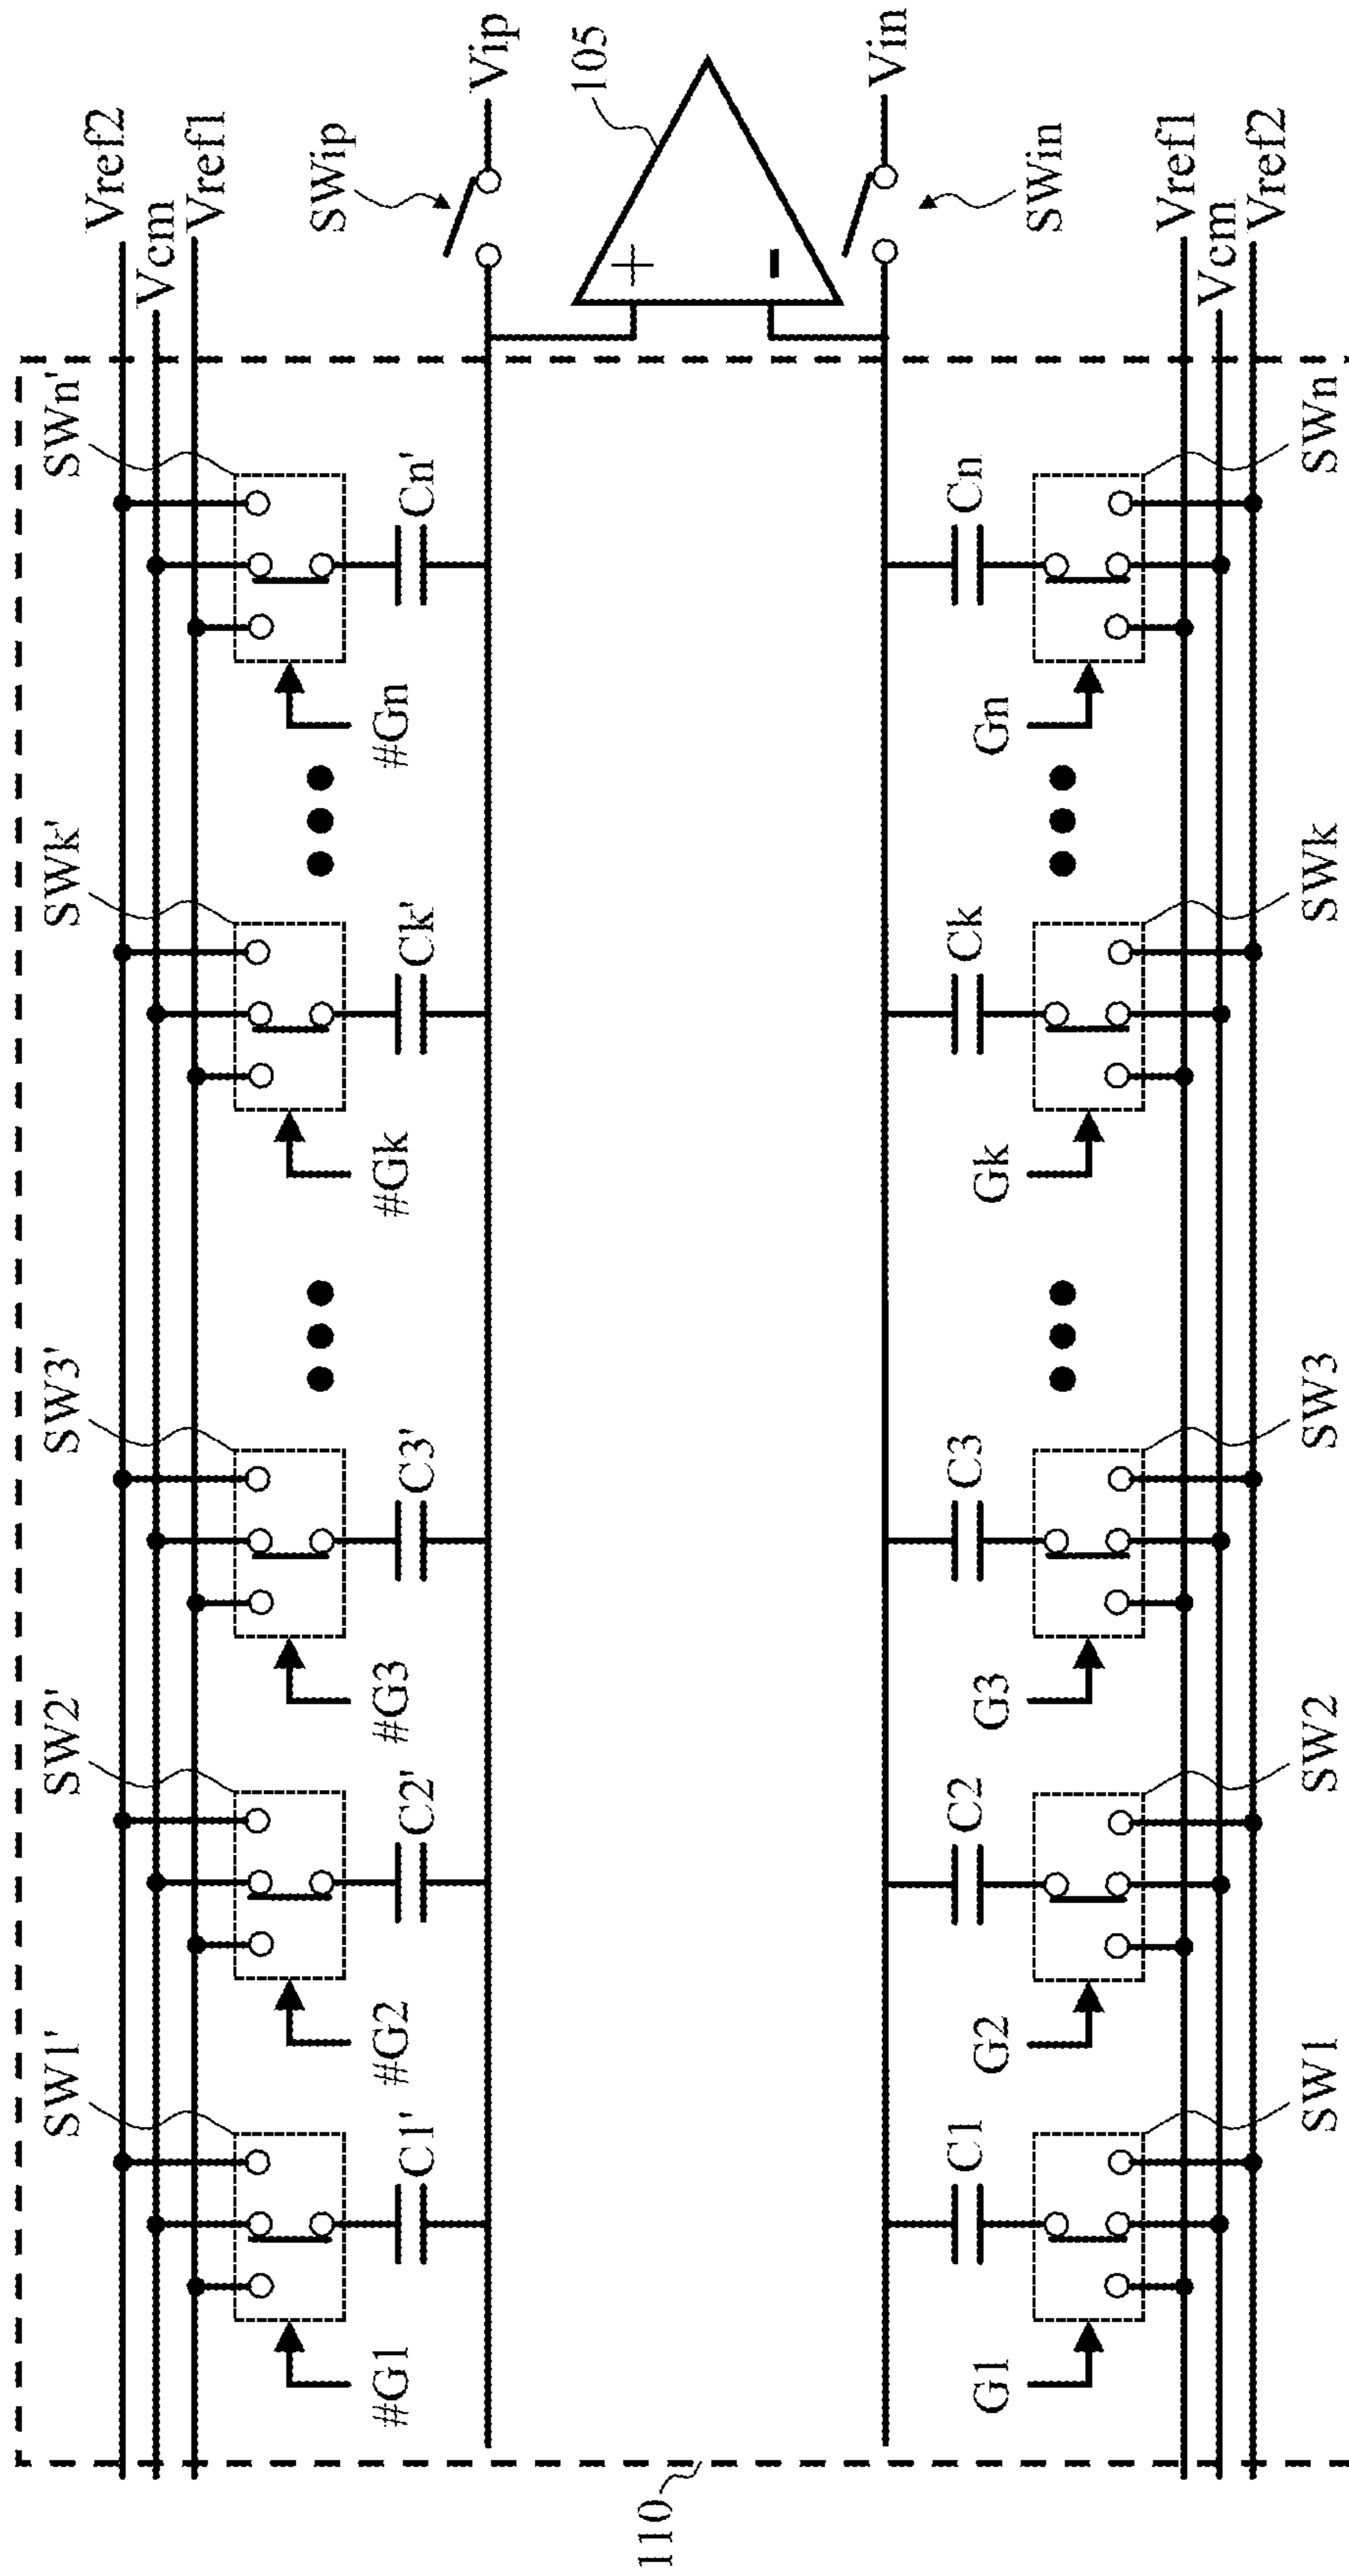 SW1'
SW2'
SW3'
SWk'
SWn'
Vref2
Vcm
Vref1
#G1
C1'
#G2
C2'
#G3
C3'
#Gk
Ck'
#Gn
Cn'
SWip
Vip
110
+
-
105
G1
C1
G2
C2
G3
C3
Gk
Ck
Gn
Cn
Vin
SWin
Vref1
Vcm
Vref2
SW1
SW2
SW3
SWk
SWn